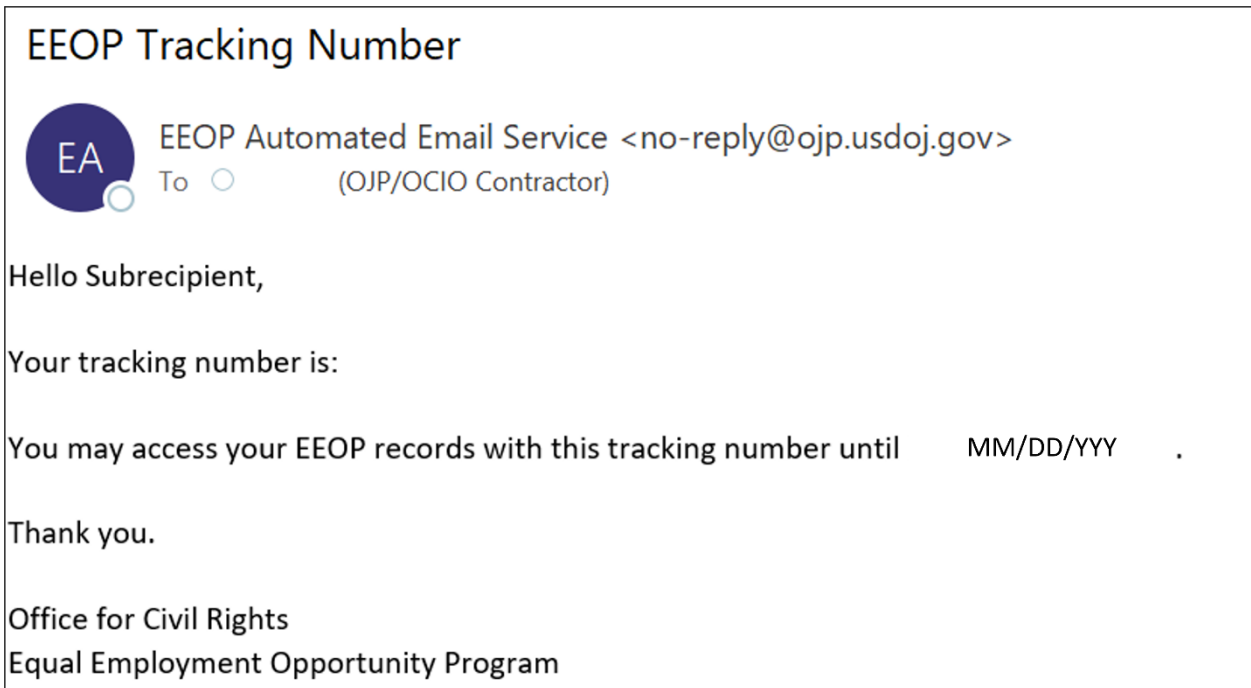 EEOP Tracking Number
EA
EEOP Automated Email Service <no-reply@ojp.usdoj.gov>
To (OJP/OCIO Contractor)
Hello Subrecipient,
Your tracking number is:
You may access your EEOP records with this tracking number until MM/DD/YYY .
Thank you.
Office for Civil Rights
Equal Employment Opportunity Program